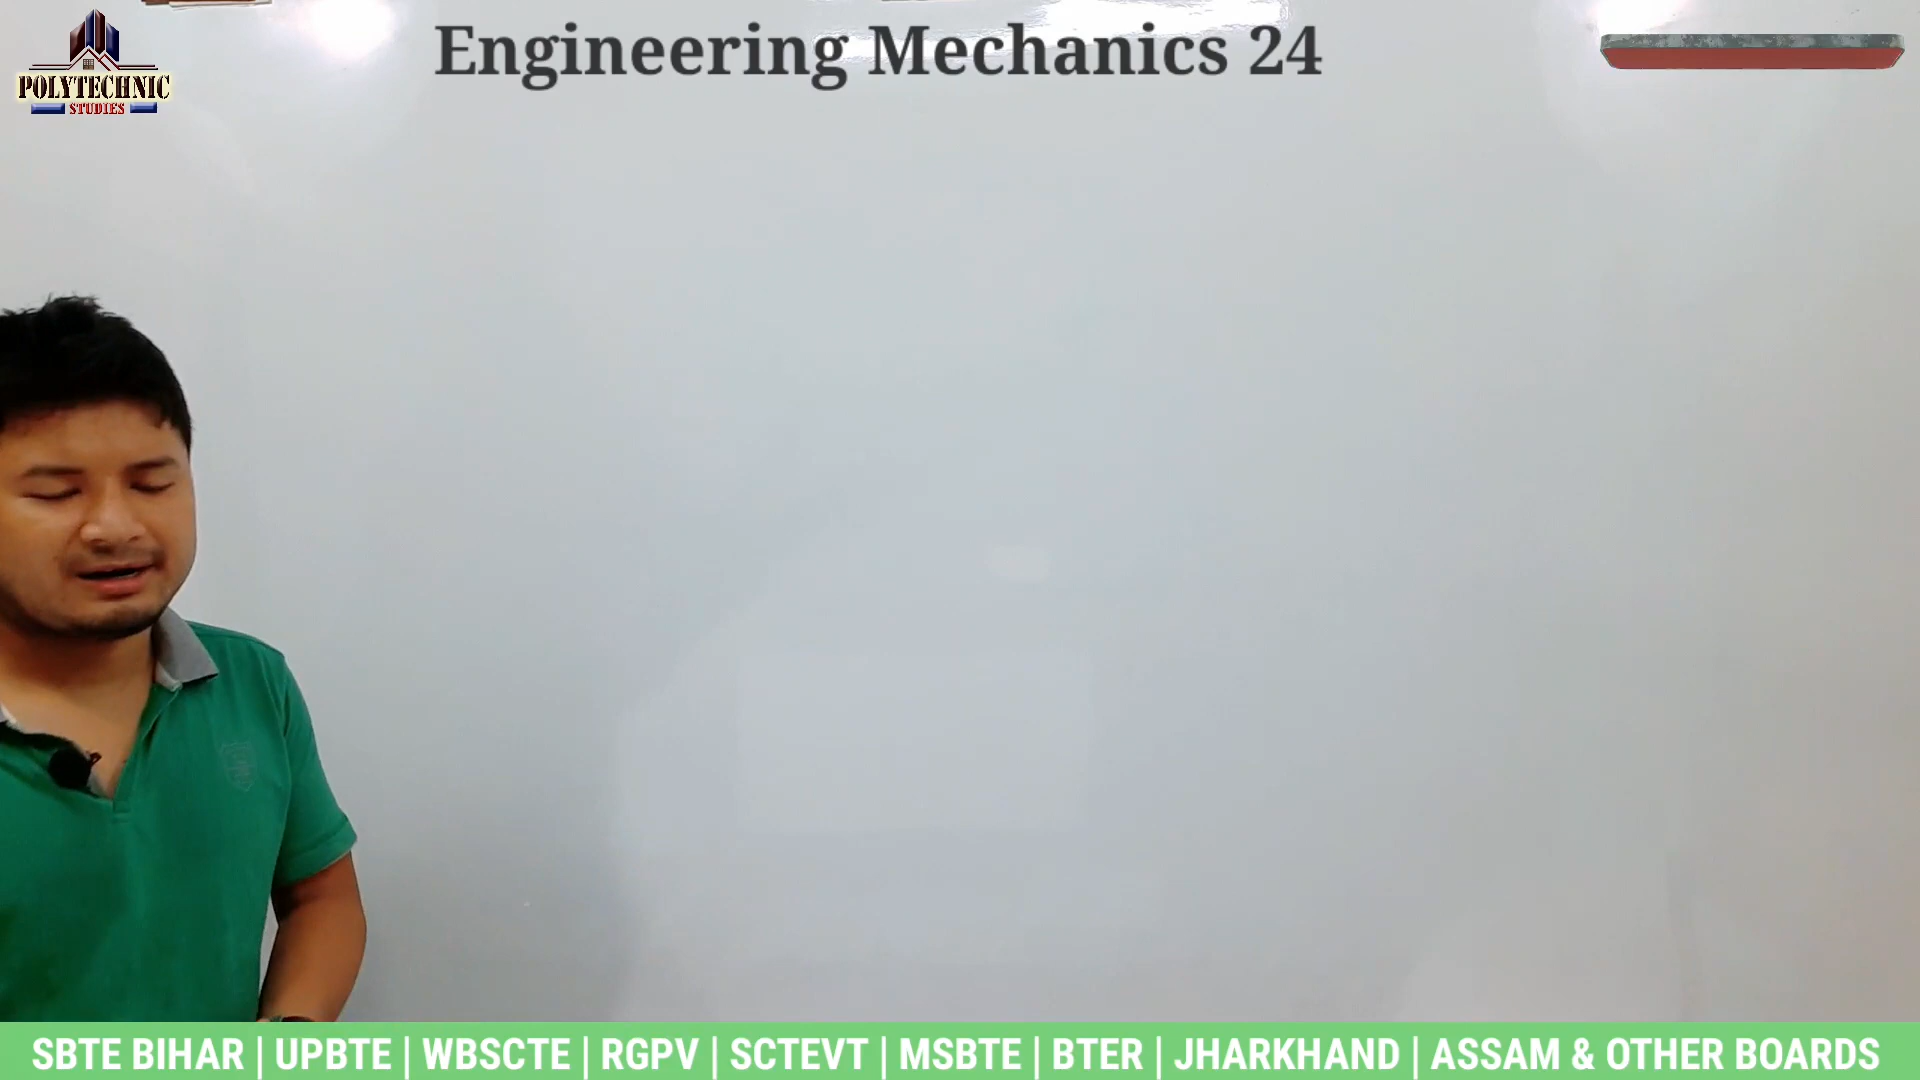 Engineering Mechanics 24
POLYTECHNIC
STUDIES
SBTE BIHAR | UPBTE | WBSCTE | RGPV | SCTEVT | MSBTE | BTER | JHARKHAND | ASSAM & OTHER BOARDS